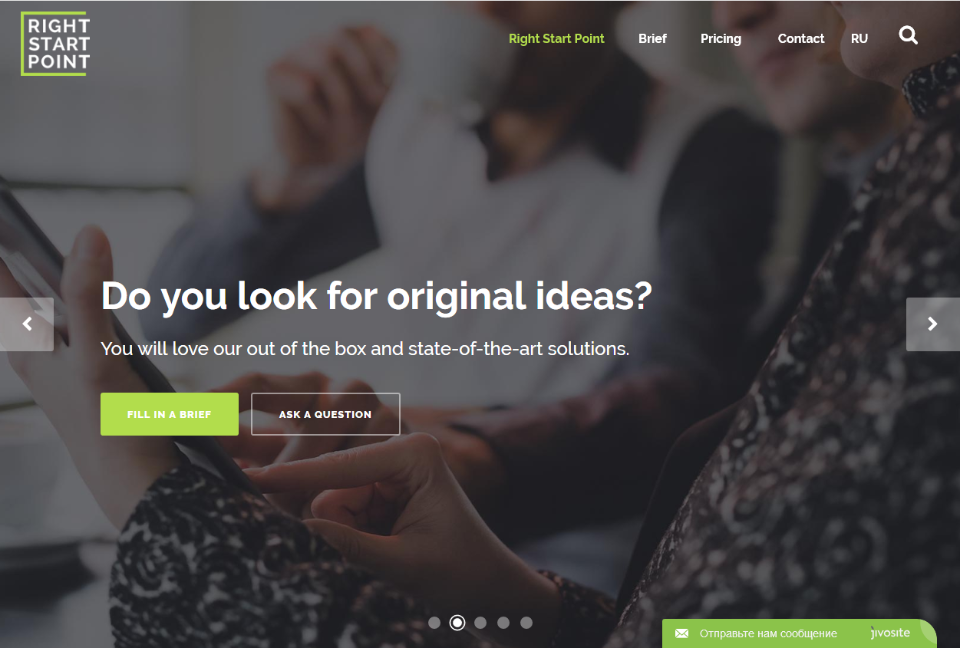 RIGHT
START
POINT
Right Start Point Brief Pricing Contact RU
Do you look for original ideas?
You will love our out of the box and state-of-the-art solutions.
FILL IN A BRIEF ASK A QUESTION
Отправьте нам сообщение jivosite